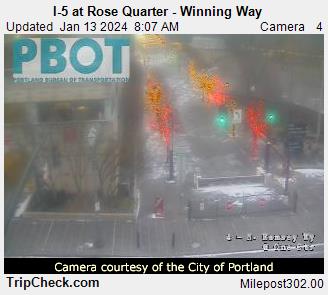 I-5 at Rose Quarter - Winning Way
Updated Jan 13 2024 8:07 AM Camera 4
PBOT
PORTLAND BUREAU OF TRANSPORTATION
Camera courtesy of the City of Portland
TripCheck.com Milepost302.00